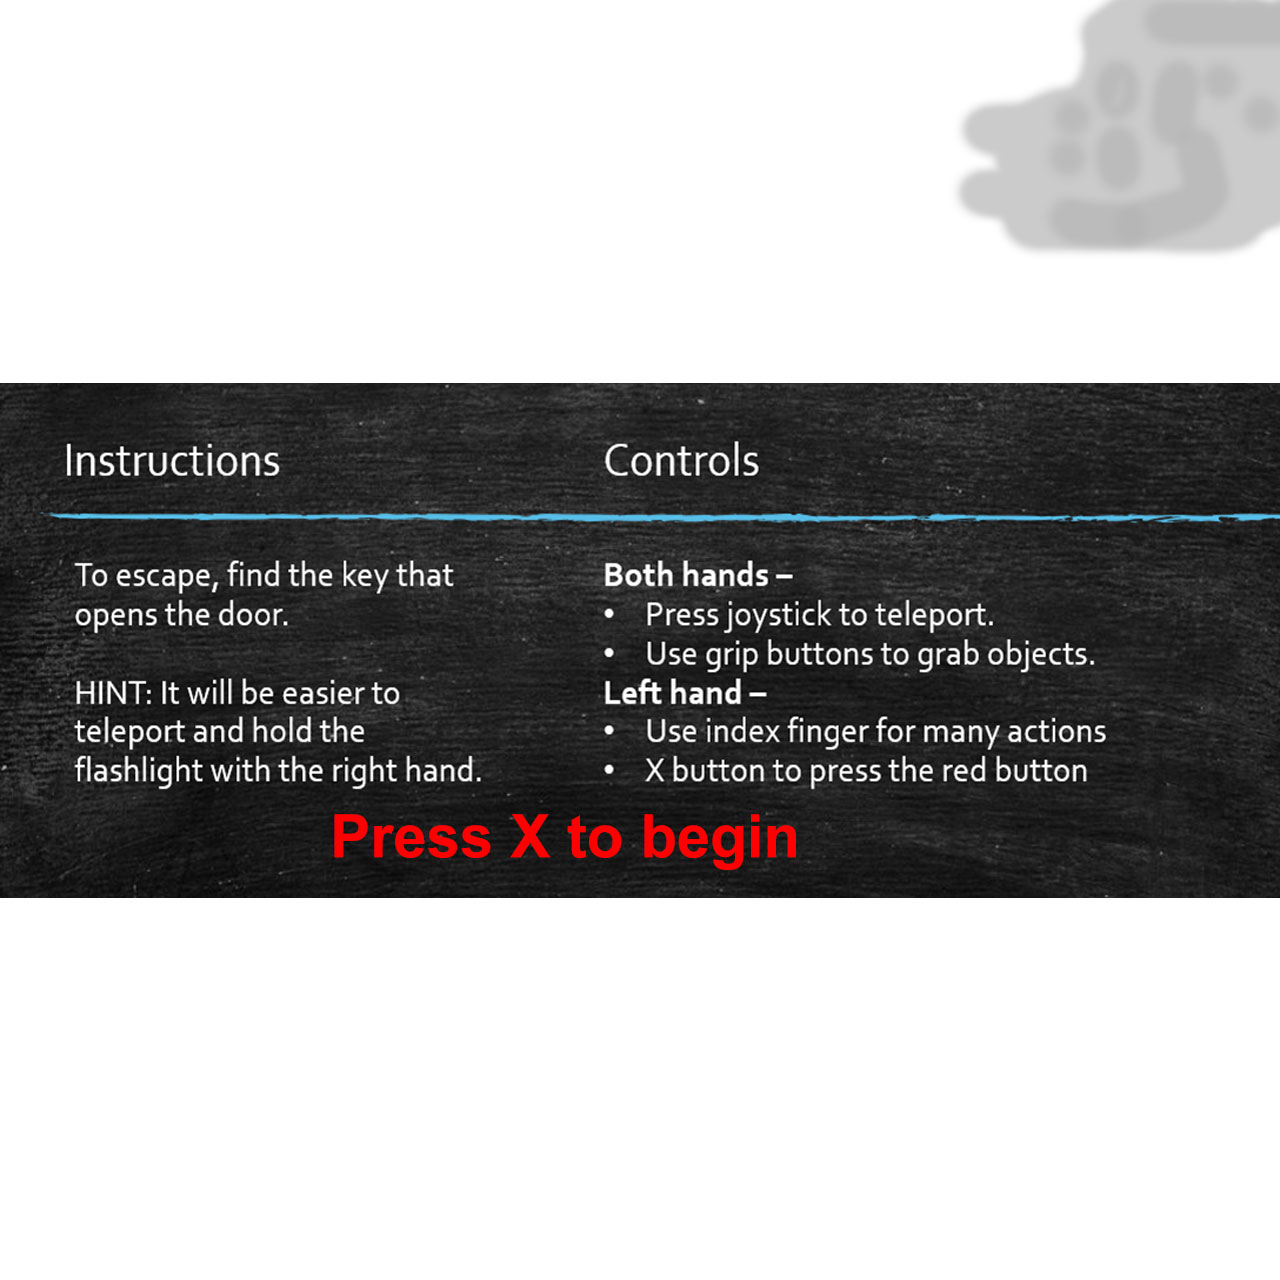 Instructions
To escape, find the key that
opens the door.
HINT: It will be easier to
teleport and hold the
flashlight with the right hand.
Controls
Both hands –
• Press joystick to teleport.
• Use grip buttons to grab objects.
Left hand –
• Use index finger for many actions
• X button to press the red button
Press X to begin